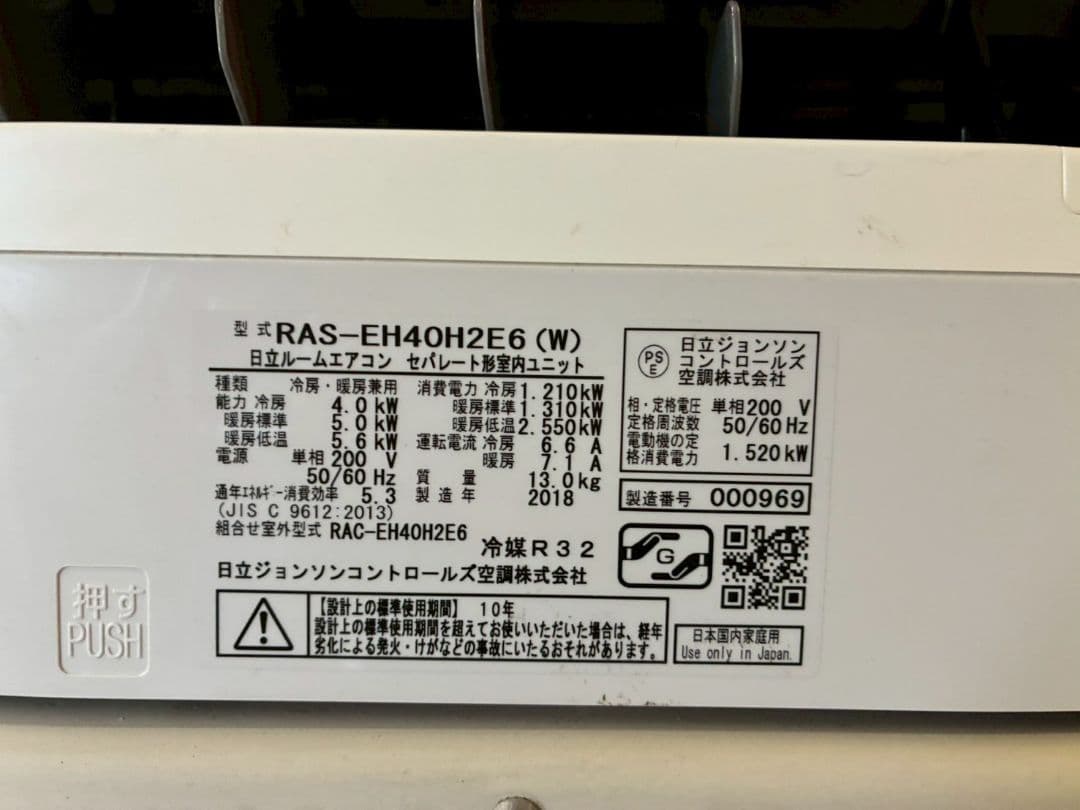 型式 RAS-EH40H2E6(W)
日立ルームエアコン セパレート形室内ユニット
種類 冷房・暖房兼用
能力 冷房 4.0 kW
暖房標準 5.0 kW
暖房低温 5.6 kW
電源 単相 200 V
50/60 Hz
通年エネルギー消費効率 5.3
(JIS C 9612:2013)
組合せ室外型式 RAC-EH40H2E6
消費電力 冷房 1.210kW
暖房標準 1.310kW
暖房低温 2.550kW
運転電流 冷房 6.6 A
暖房 7.1 A
質量 13.0kg
製造年 2018
冷媒R32
日立ジョンソンコントロールズ空調株式会社
PS
E
日立ジョンソン
コントロールズ
空調株式会社
相・定格電圧 単相200 V
定格周波数 50/60 Hz
電動機の定
格消費電力 1.520kW
製造番号 000969
G
【設計上の標準使用期間】 10年
設計上の標準使用期間を超えてお使いいただいた場合は、経年
劣化による発火・けがなどの事故にいたるおそれがあります。
日本国内家庭用
Use only in Japan.
押す
PUSH